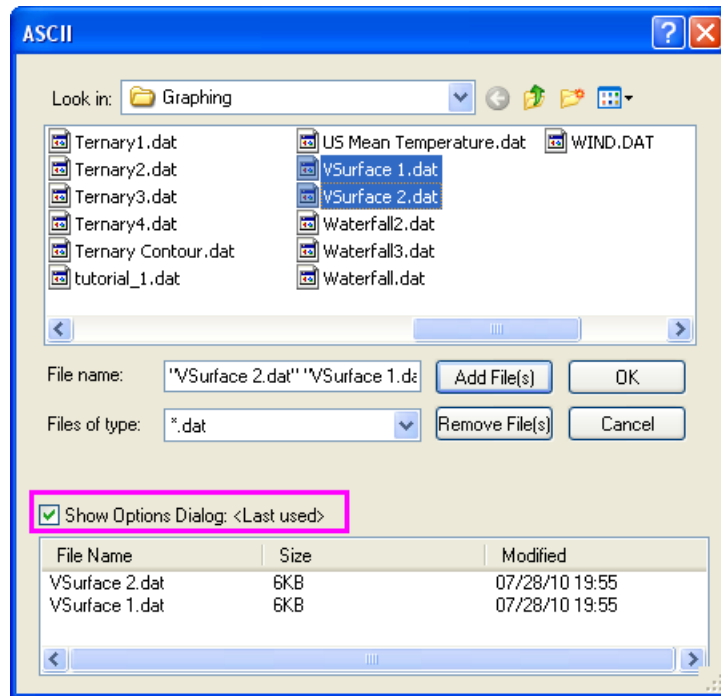 ASCII
Look in: Graphing
Ternary1.dat US Mean Temperature.dat WIND.DAT
Ternary2.dat VSurface 1.dat
Ternary3.dat VSurface 2.dat
Ternary4.dat Waterfall2.dat
Ternary Contour.dat Waterfall3.dat
tutorial_1.dat Waterfall.dat
File name: "VSurface 2.dat" "VSurface 1.da Add File(s) OK
Files of type: *.dat Remove File(s) Cancel
Show Options Dialog: <Last used>
File Name Size Modified
VSurface 2.dat 6KB 07/28/10 19:55
VSurface 1.dat 6KB 07/28/10 19:55